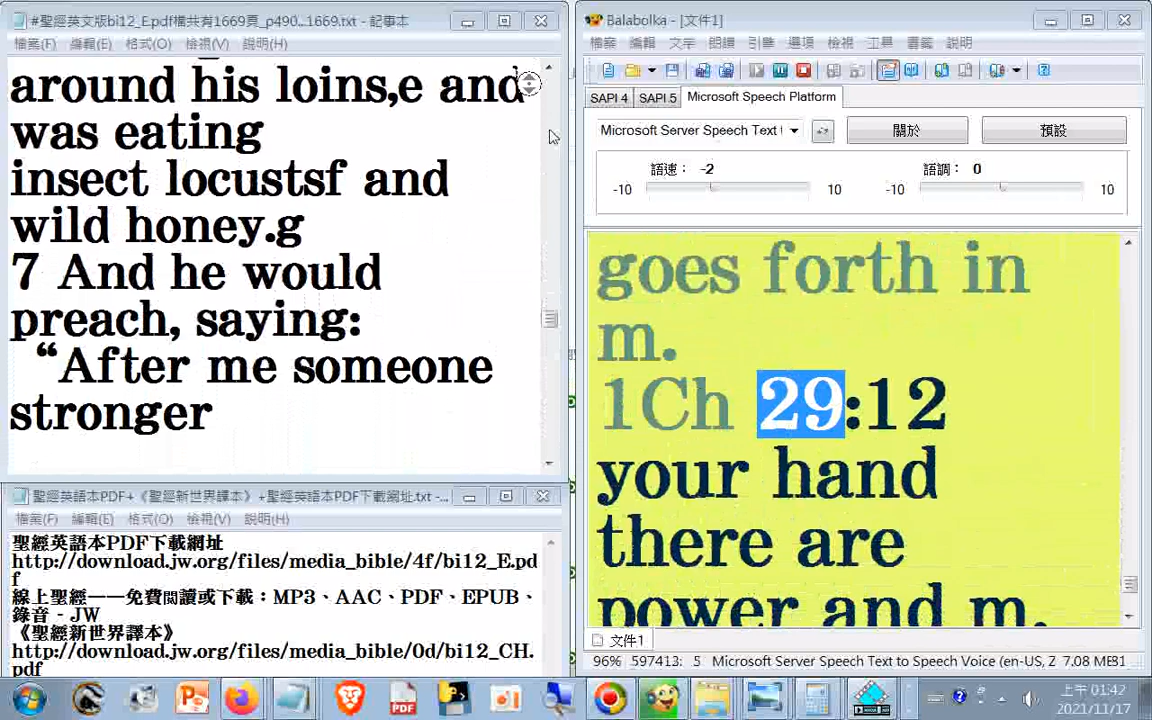 #聖經英文版bi12_E.pdf橫共有1669頁_p490...1669.txt - 記事本
檔案(F) 編輯(E) 格式(O) 檢視(V) 說明(H)
around his loins,e and
was eating
insect locustsf and
wild honey.g
7 And he would
preach, saying:
“After me someone
stronger
聖經英語本PDF+《聖經新世界譯本》+聖經英語本PDF下載網址.txt - ...
檔案(F) 編輯(E) 格式(O) 檢視(V) 說明(H)
聖經英語本PDF下載網址
http://download.jw.org/files/media_bible/4f/bi12_E.pd
f
線上聖經——免費閱讀或下載：MP3、AAC、PDF、EPUB、
錄音 - JW
《聖經新世界譯本》
http://download.jw.org/files/media_bible/0d/bi12_CH.
pdf
Balabolka - [文件1]
檔案 編輯 文字 朗讀 引擎 選項 檢視 工具 書籤 說明
SAPI 4 SAPI 5 Microsoft Speech Platform
Microsoft Server Speech Text 關於 預設
語速： -2 語調： 0
-10 10 -10 10
goes forth in
m.
1Ch 29:12
your hand
there are
power and m.
文件1
96% 597413: 5 Microsoft Server Speech Text to Speech Voice (en-US, Z 7.08 MB
PDF
上午 01:42
2021/11/17